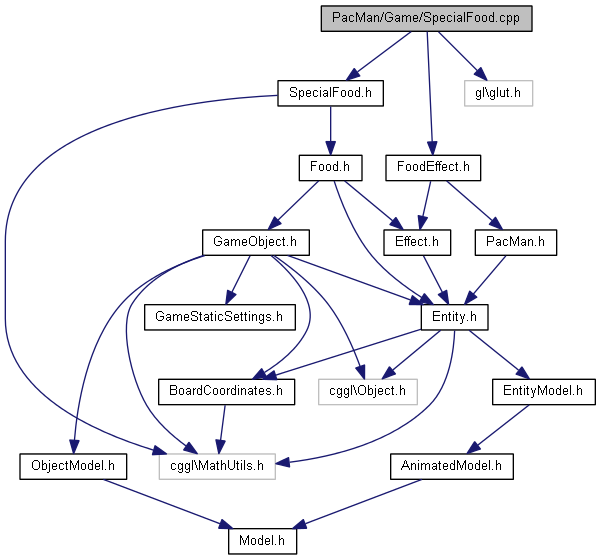 PacMan/Game/SpecialFood.cpp
SpecialFood.h
gl\glut.h
Food.h
FoodEffect.h
GameObject.h
Effect.h
PacMan.h
GameStaticSettings.h
Entity.h
BoardCoordinates.h
cggl\Object.h
EntityModel.h
ObjectModel.h
cggl\MathUtils.h
AnimatedModel.h
Model.h